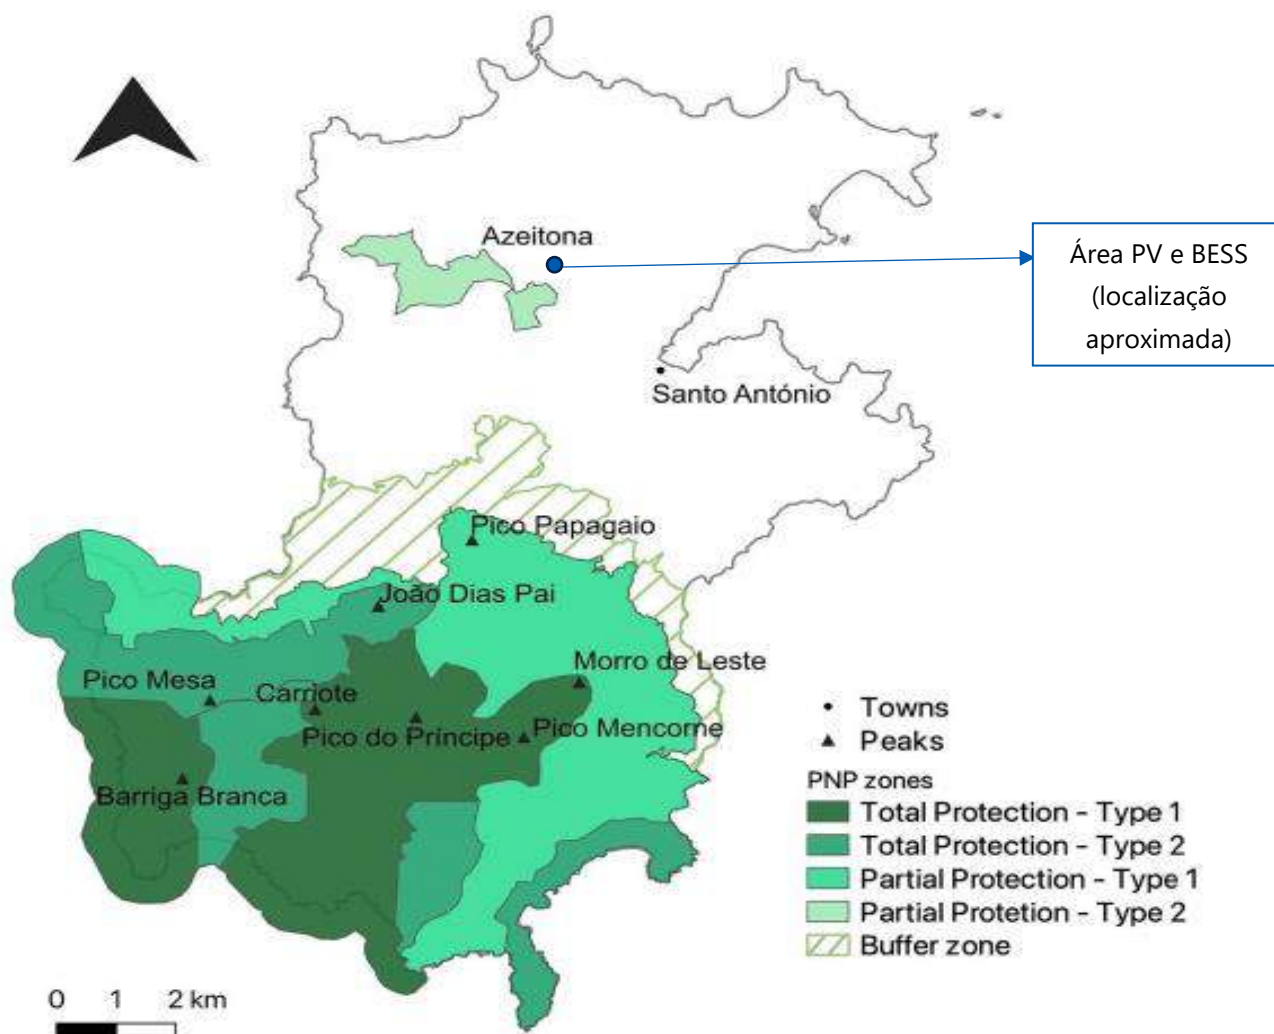 Azeitona
Área PV e BESS
(localização
aproximada)
Santo António
Pico Papagaio
João Dias Pai
Morro de Leste
Pico Mesa
Carriote
Pico do Príncipe
Pico Mencorne
Barriga Branca
Towns
Peaks
PNP zones
Total Protection - Type 1
Total Protection - Type 2
Partial Protection - Type 1
Partial Protetion - Type 2
Buffer zone
0 1 2 km